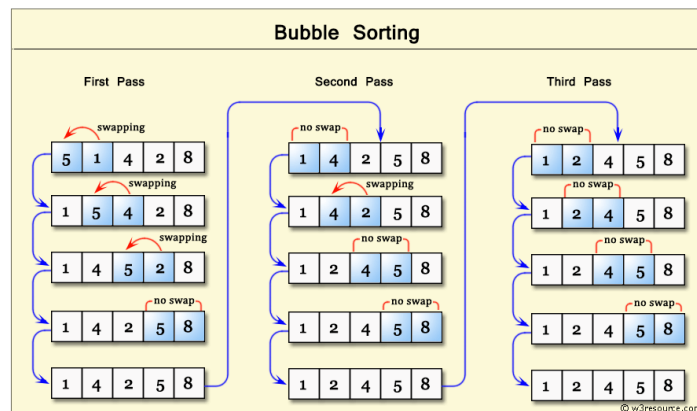 Bubble Sorting
First Pass
swapping
5 1 4 2 8
swapping
1 5 4 2 8
swapping
1 4 5 2 8
no swap
1 4 2 5 8
1 4 2 5 8
Second Pass
no swap
1 4 2 5 8
swapping
1 4 2 5 8
no swap
1 2 4 5 8
no swap
1 2 4 5 8
1 2 4 5 8
Third Pass
no swap
1 2 4 5 8
no swap
1 2 4 5 8
no swap
1 2 4 5 8
no swap
1 2 4 5 8
1 2 4 5 8
© w3resource.com